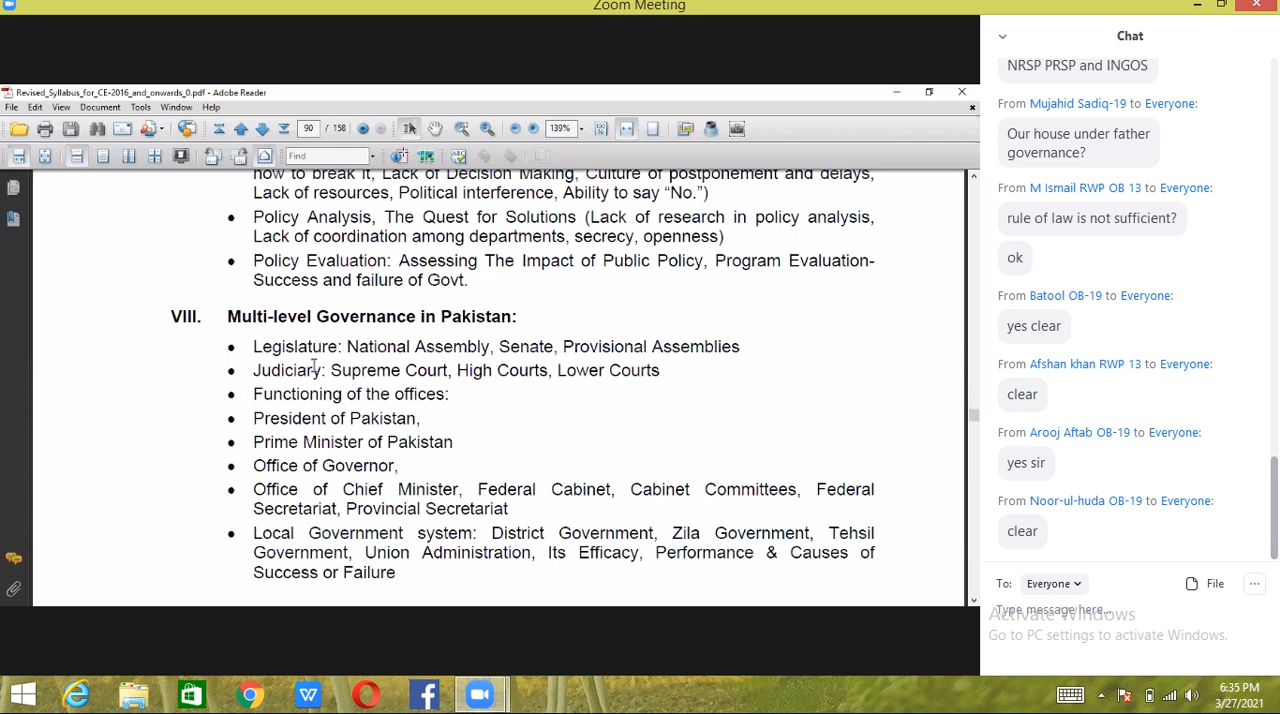 Zoom Meeting
Revised_Syllabus_for_CE-2016_and_onwards_0.pdf - Adobe Reader
File Edit View Document Tools Window Help
90 / 158 139%
Find
how to break it, Lack of Decision Making, Culture of postponement and delays,
Lack of resources, Political interference, Ability to say “No.”)
• Policy Analysis, The Quest for Solutions (Lack of research in policy analysis,
Lack of coordination among departments, secrecy, openness)
• Policy Evaluation: Assessing The Impact of Public Policy, Program Evaluation-
Success and failure of Govt.
VIII. Multi-level Governance in Pakistan:
• Legislature: National Assembly, Senate, Provisional Assemblies
• Judiciary: Supreme Court, High Courts, Lower Courts
• Functioning of the offices:
• President of Pakistan,
• Prime Minister of Pakistan
• Office of Governor,
• Office of Chief Minister, Federal Cabinet, Cabinet Committees, Federal
Secretariat, Provincial Secretariat
• Local Government system: District Government, Zila Government, Tehsil
Government, Union Administration, Its Efficacy, Performance & Causes of
Success or Failure
Chat
NRSP PRSP and INGOS
From Mujahid Sadiq-19 to Everyone:
Our house under father
governance?
From M Ismail RWP OB 13 to Everyone:
rule of law is not sufficient?
ok
From Batool OB-19 to Everyone:
yes clear
From Afshan khan RWP 13 to Everyone:
clear
From Arooj Aftab OB-19 to Everyone:
yes sir
From Noor-ul-huda OB-19 to Everyone:
clear
To: Everyone File ...
Type message here...
Activate Windows
Go to PC settings to activate Windows.
6:35 PM
3/27/2021